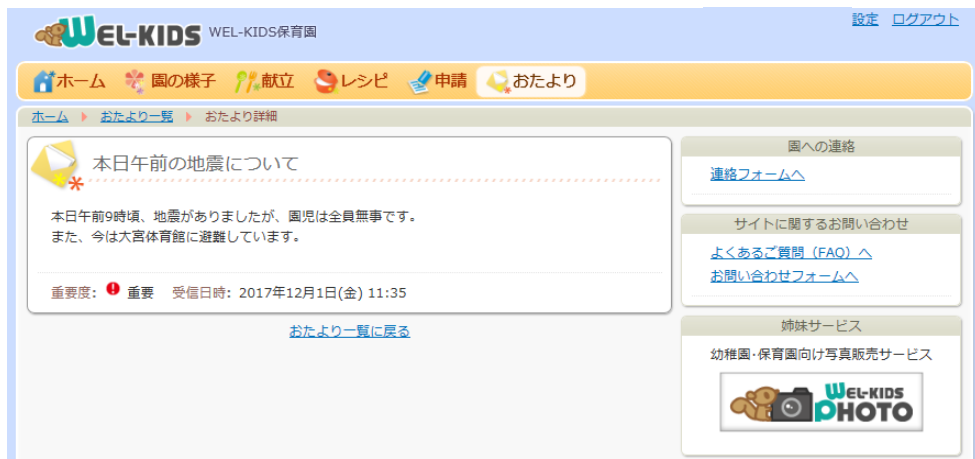 設定 ログアウト
WEL-KIDS WEL-KIDS保育園
ホーム 園の様子 献立 レシピ 申請 おたより
ホーム おたより一覧 おたより詳細
本日午前の地震について
本日午前9時頃、地震がありましたが、園児は全員無事です。
また、今は大宮体育館に避難しています。
重要度: 重要 受信日時: 2017年12月1日(金) 11:35
おたより一覧に戻る
園への連絡
連絡フォームへ
サイトに関するお問い合わせ
よくあるご質問（FAQ）へ
お問い合わせフォームへ
姉妹サービス
幼稚園・保育園向け写真販売サービス
WEL-KIDS
PHOTO